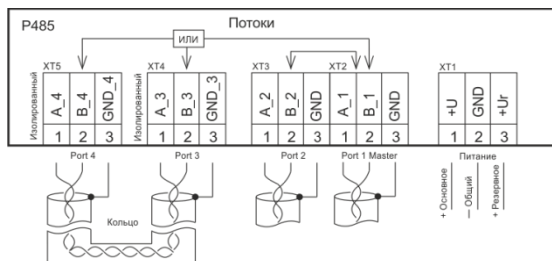 Р485
Потоки
ИЛИ
XT5
XT4
XT3
XT2
XT1
Изолированный
A_4
B_4
GND_4
Изолированный
A_3
B_3
GND_3
A_2
B_2
GND
A_1
B_1
GND
+U
GND
+Ur
1 2 3
1 2 3
1 2 3
1 2 3
1 2 3
Port 4
Port 3
Port 2
Port 1 Master
Питание
+ Основное
— Общий
+ Резервное
Кольцо